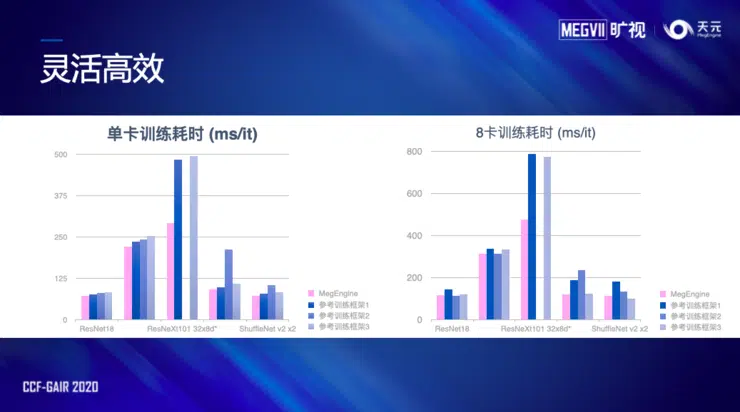 MEGVII 旷视
天元
MegEngine
灵活高效
单卡训练耗时 (ms/it)
500
375
250
125
0
ResNet18
ResNeXt101 32x8d*
ShuffleNet v2 x2
MegEngine
参考训练框架1
参考训练框架2
参考训练框架3
8卡训练耗时 (ms/it)
800
600
400
200
0
ResNet18
ResNeXt101 32x8d*
ShuffleNet v2 x2
MegEngine
参考训练框架1
参考训练框架2
参考训练框架3
CCF-GAIR 2020